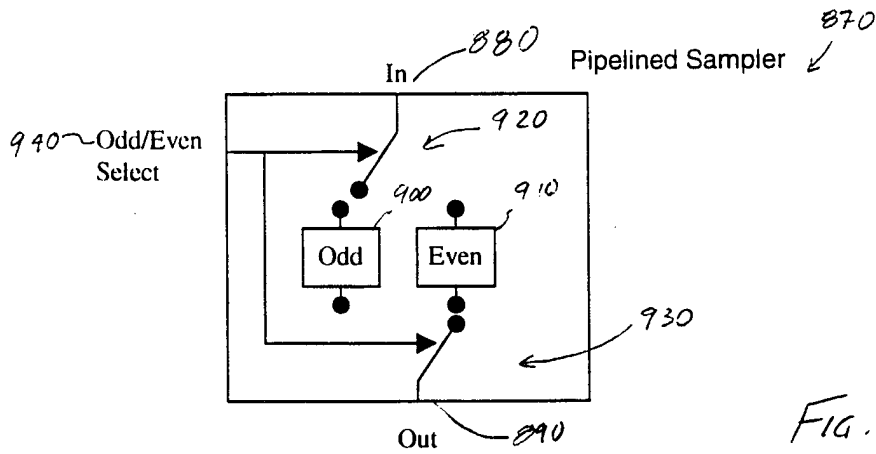 870
880
Pipelined Sampler
In
920
940
Odd/Even
Select
900
910
Odd
Even
930
Out
890
FIG.